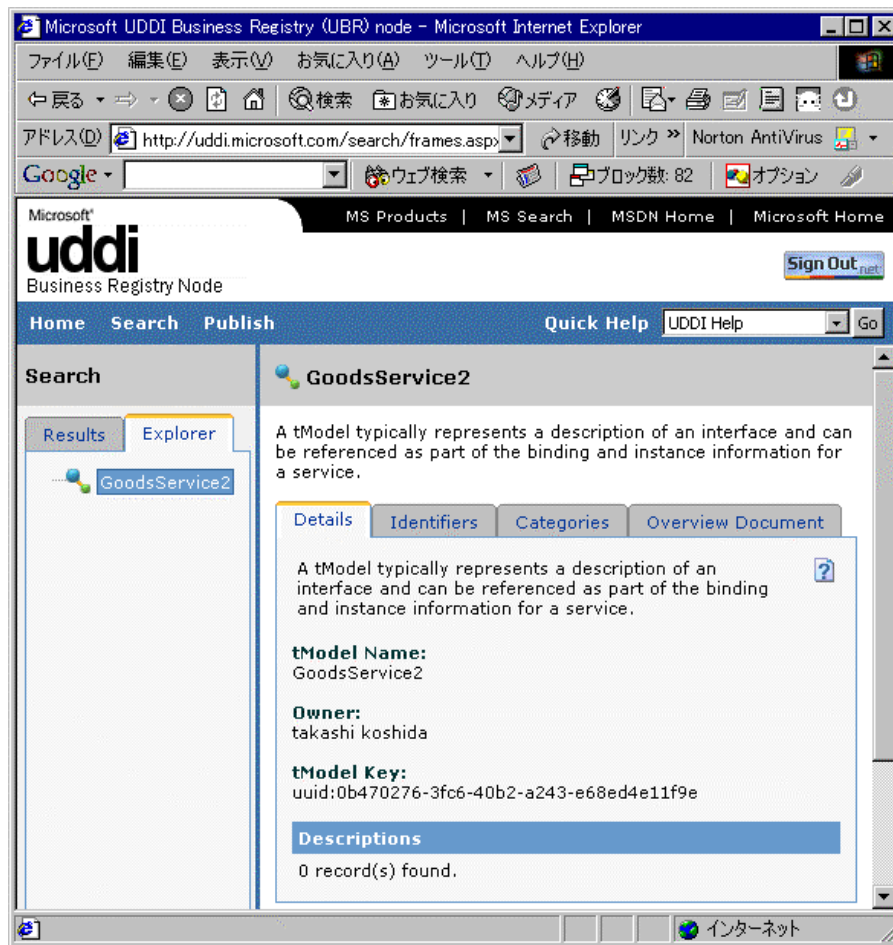 Microsoft UDDI Business Registry (UBR) node - Microsoft Internet Explorer
ファイル(F) 編集(E) 表示(V) お気に入り(A) ツール(T) ヘルプ(H)
戻る 検索 お気に入り メディア
アドレス(D) http://uddi.microsoft.com/search/frames.asp 移動 リンク » Norton AntiVirus
Google ウェブ検索 ブロック数: 82 オプション
Microsoft MS Products | MS Search | MSDN Home | Microsoft Home
uddi
Business Registry Node
Sign Out .net
Home Search Publish Quick Help UDDI Help Go
Search
Results Explorer
GoodsService2
GoodsService2
A tModel typically represents a description of an interface and can
be referenced as part of the binding and instance information for
a service.
Details Identifiers Categories Overview Document
A tModel typically represents a description of an
interface and can be referenced as part of the binding
and instance information for a service.
tModel Name:
GoodsService2
Owner:
takashi koshida
tModel Key:
uuid:0b470276-3fc6-40b2-a243-e68ed4e11f9e
Descriptions
0 record(s) found.
インターネット